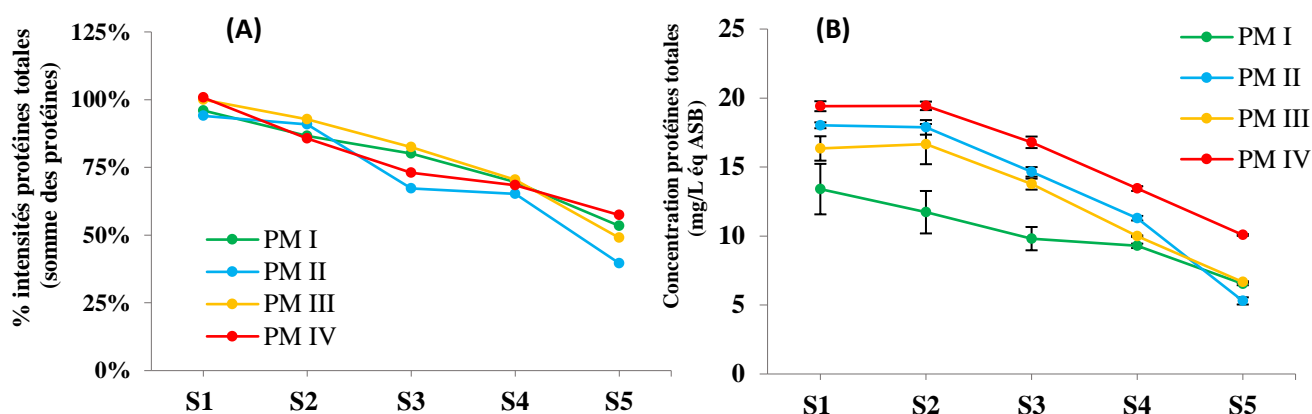 (A)
% intensités protéines totales
(somme des protéines)
125%
100%
75%
50%
25%
0%
PM I
PM II
PM III
PM IV
S1 S2 S3 S4 S5
(B)
Concentration protéines totales
(mg/L éq ASB)
25
20
15
10
5
0
PM I
PM II
PM III
PM IV
S1 S2 S3 S4 S5